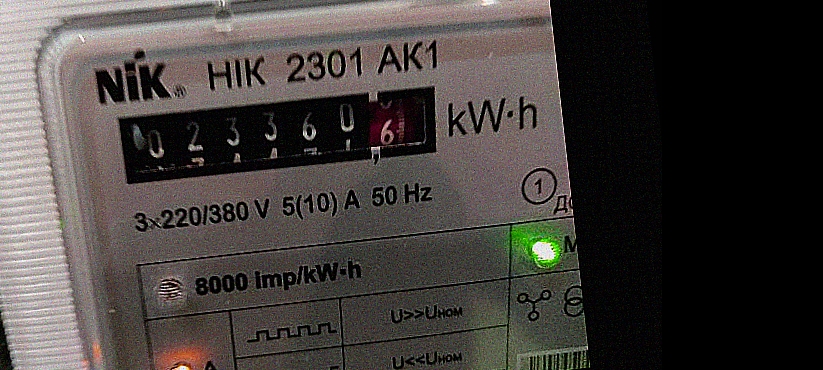 NiK® НІК 2301 АК1
0 2 3 3 6 0 6 kW·h
3x220/380 V 5(10) A 50 Hz
1
8000 imp/kW·h
A
U>>Uном
U<<Uном